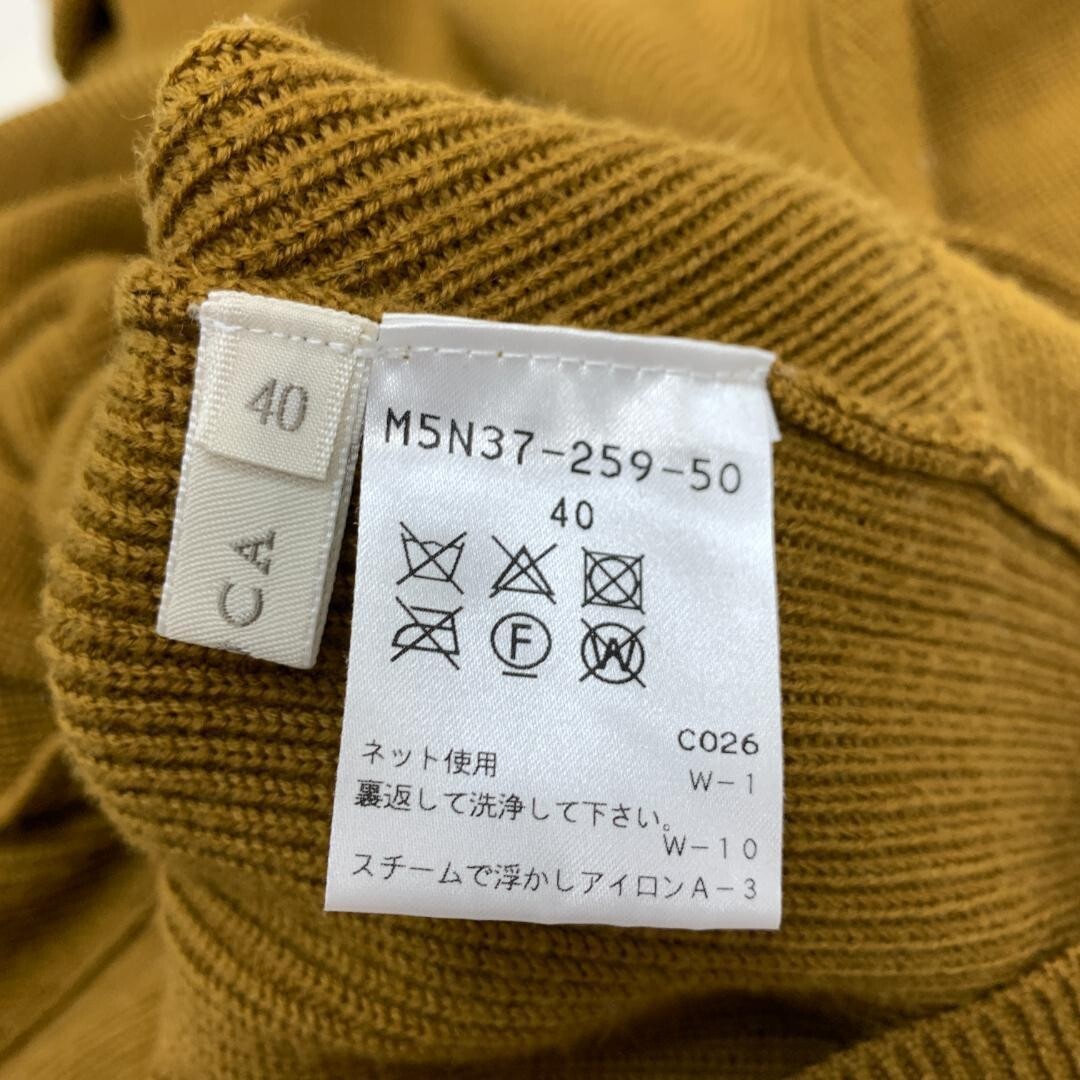 40
CA
M5N37-259-50
40
F
W
C026
ネット使用
W-1
裏返して洗浄して下さい。
W-10
スチームで浮かしアイロンA-3